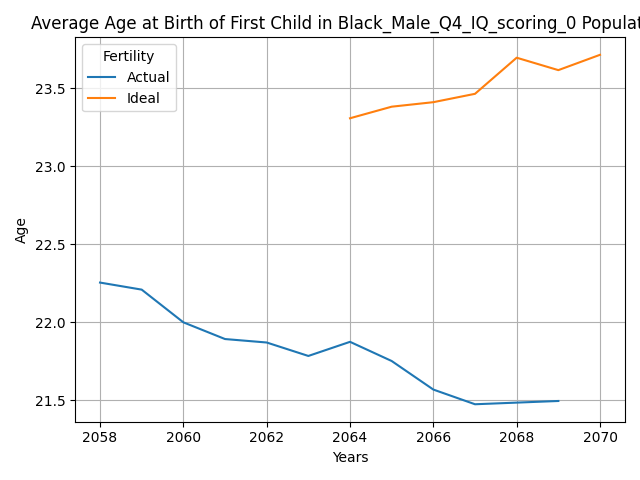 Average Age at Birth of First Child in Black_Male_Q4_IQ_scoring_0 Populat
Fertility
Actual
Ideal
23.5
23.0
22.5
22.0
21.5
Age
2058 2060 2062 2064 2066 2068 2070
Years